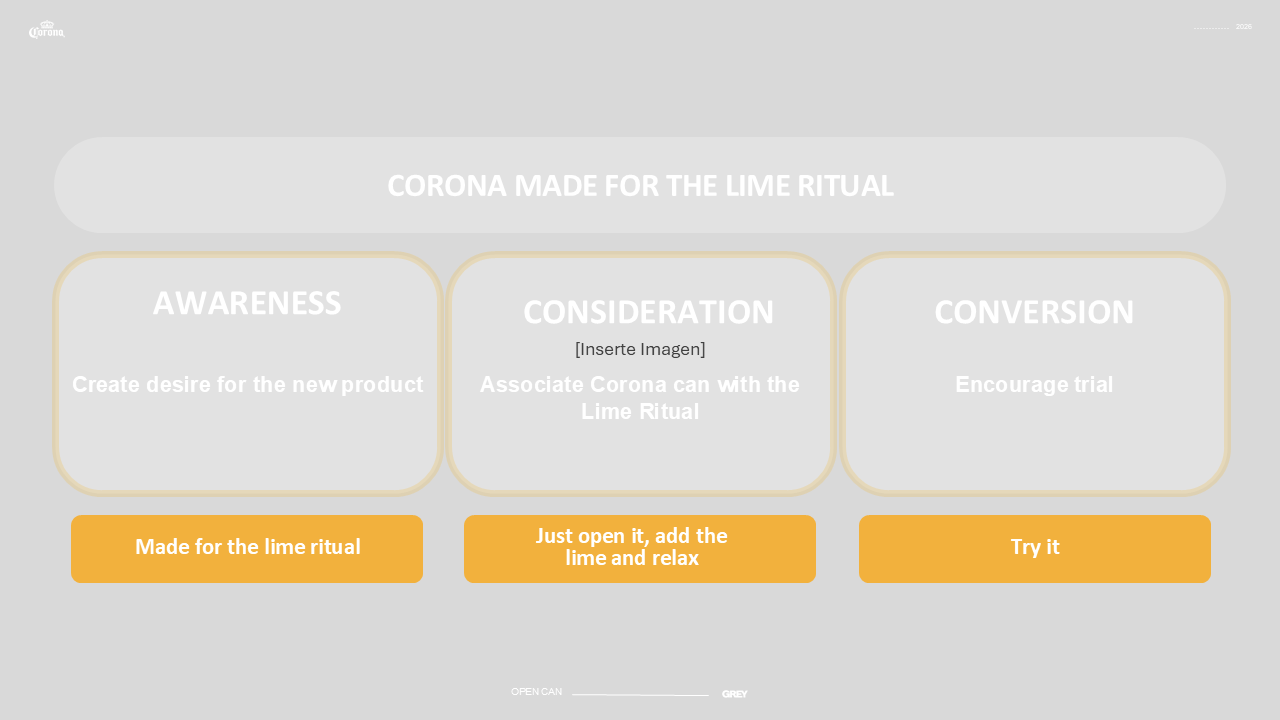 Corona
2026
CORONA MADE FOR THE LIME RITUAL
AWARENESS
CONSIDERATION
CONVERSION
[Inserte Imagen]
Create desire for the new product
Associate Corona can with the
Lime Ritual
Encourage trial
Made for the lime ritual
Just open it, add the
lime and relax
Try it
OPEN CAN
GREY